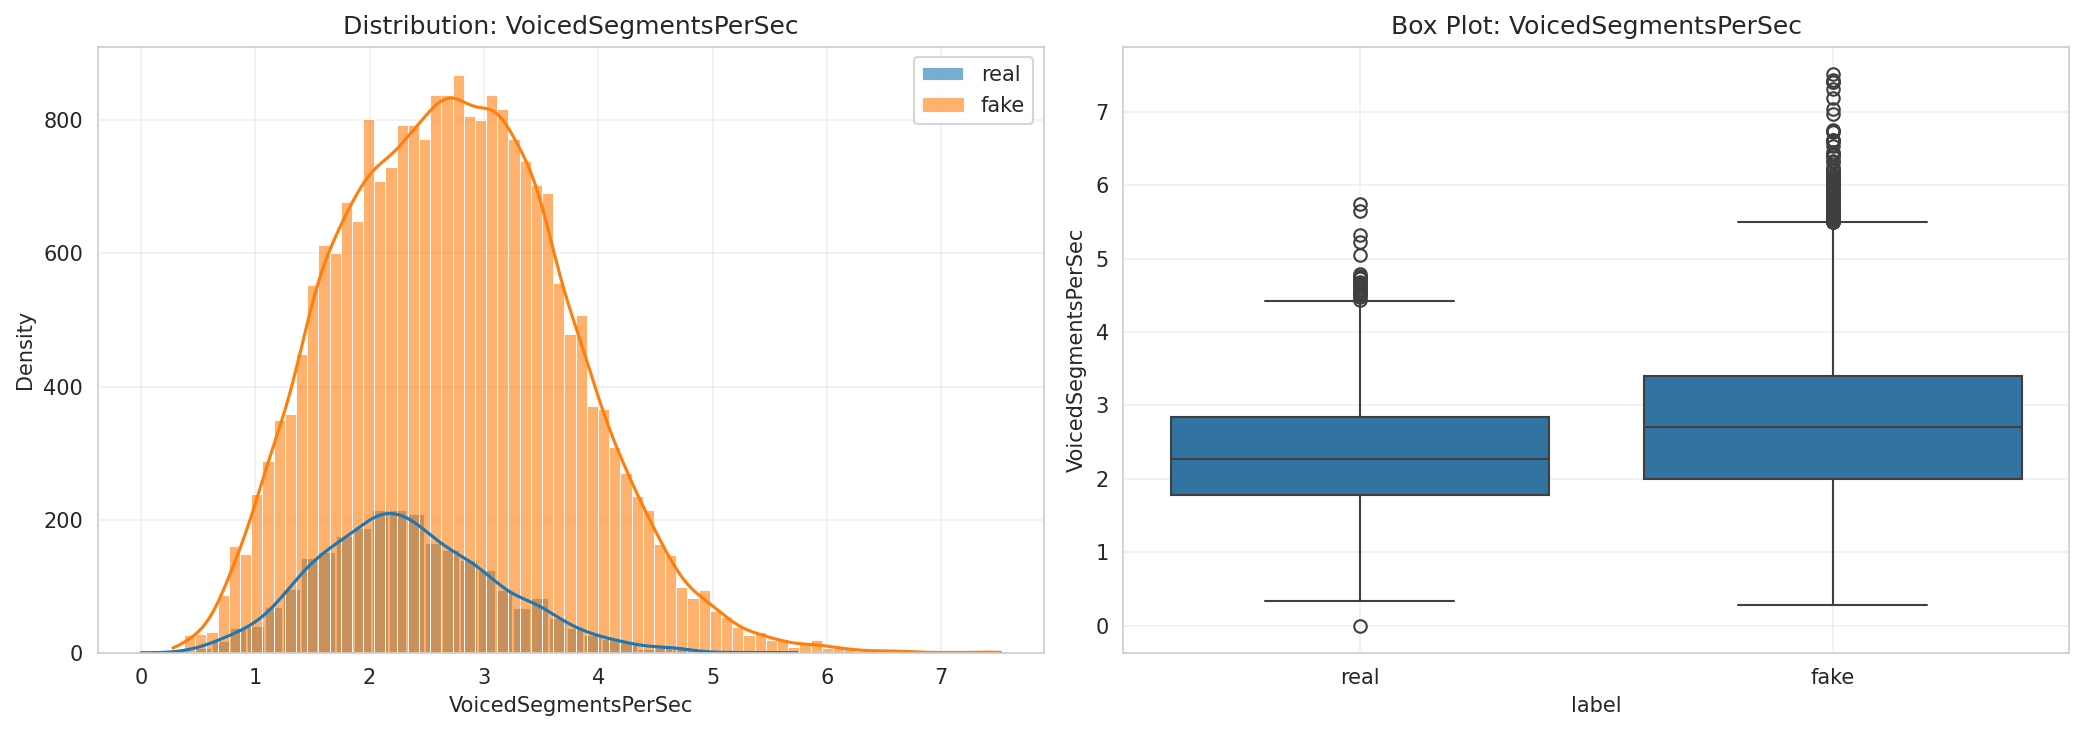 Distribution: VoicedSegmentsPerSec
real
fake
Density
800
600
400
200
0
0 1 2 3 4 5 6 7
VoicedSegmentsPerSec
Box Plot: VoicedSegmentsPerSec
VoicedSegmentsPerSec
7
6
5
4
3
2
1
0
real fake
label